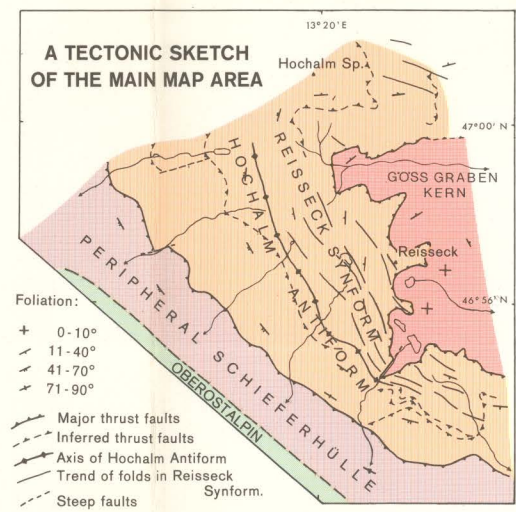 13°20'E
A TECTONIC SKETCH
OF THE MAIN MAP AREA
Hochalm Sp.
47°00' N
HOCHALM ANTIFORM
REISSECK SYNFORM
GÖSS GRABEN
KERN
Reisseck
46°56'N
PERIPHERAL SCHIEFERHÜLLE
OBEROSTALPIN
Foliation:
0-10°
11-40°
41-70°
71-90°
Major thrust faults
Inferred thrust faults
Axis of Hochalm Antiform
Trend of folds in Reisseck
Synform.
Steep faults